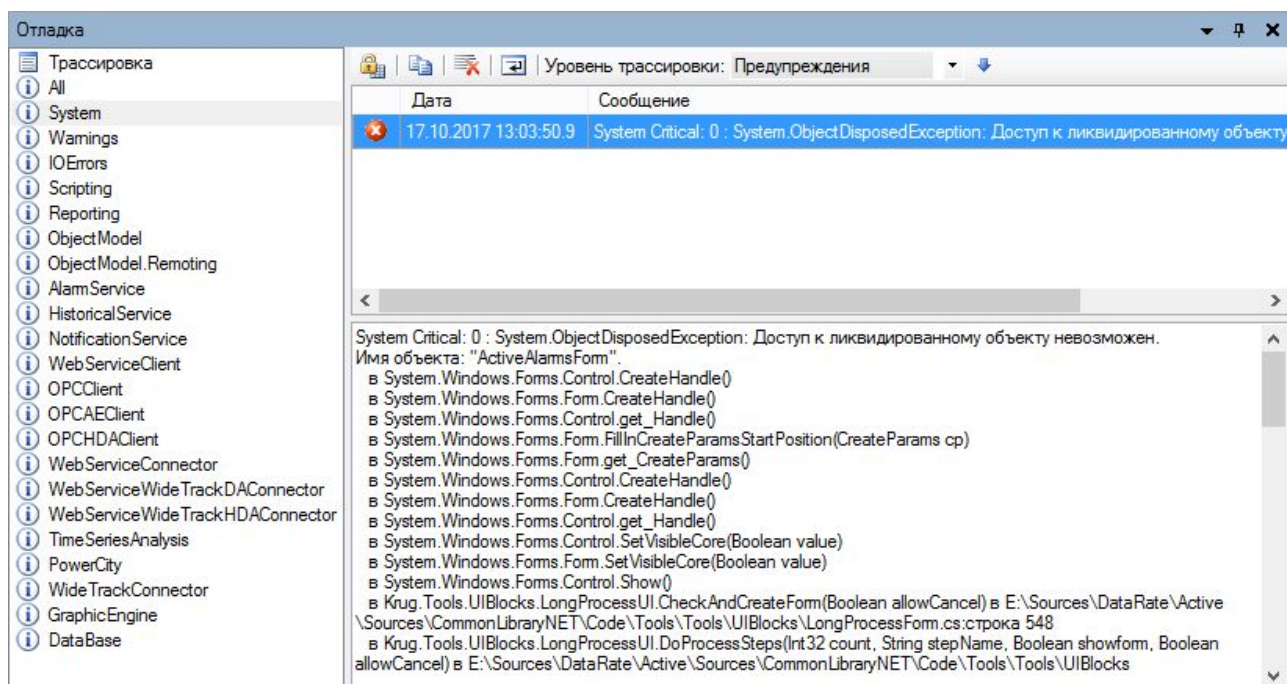 Отладка
Трассировка
All
System
Warnings
IOErrors
Scripting
Reporting
ObjectModel
ObjectModel.Remoting
AlarmService
HistoricalService
NotificationService
WebServiceClient
OPCClient
OPCAEClient
OPCHDAClient
WebServiceConnector
WebServiceWideTrackDAConnector
WebServiceWideTrackHDAConnector
TimeSeriesAnalysis
PowerCity
WideTrackConnector
GraphicEngine
DataBase
Уровень трассировки: Предупреждения
Дата Сообщение
17.10.2017 13:03:50.9 System Critical: 0 : System.ObjectDisposedException: Доступ к ликвидированному объекту
System Critical: 0 : System.ObjectDisposedException: Доступ к ликвидированному объекту невозможен.
Имя объекта: "ActiveAlarmsForm".
в System.Windows.Forms.Control.CreateHandle()
в System.Windows.Forms.Form.CreateHandle()
в System.Windows.Forms.Control.get_Handle()
в System.Windows.Forms.Form.FillInCreateParamsStartPosition(CreateParams cp)
в System.Windows.Forms.Form.get_CreateParams()
в System.Windows.Forms.Control.CreateHandle()
в System.Windows.Forms.Form.CreateHandle()
в System.Windows.Forms.Control.get_Handle()
в System.Windows.Forms.Control.SetVisibleCore(Boolean value)
в System.Windows.Forms.Form.SetVisibleCore(Boolean value)
в System.Windows.Forms.Control.Show()
в Krug.Tools.UIBlocks.LongProcessUI.CheckAndCreateForm(Boolean allowCancel) в E:\Sources\DataRate\Active
\Sources\CommonLibraryNET\Code\Tools\Tools\UIBlocks\LongProcessForm.cs:строка 548
в Krug.Tools.UIBlocks.LongProcessUI.DoProcessSteps(Int32 count, String stepName, Boolean showform, Boolean
allowCancel) в E:\Sources\DataRate\Active\Sources\CommonLibraryNET\Code\Tools\Tools\UIBlocks